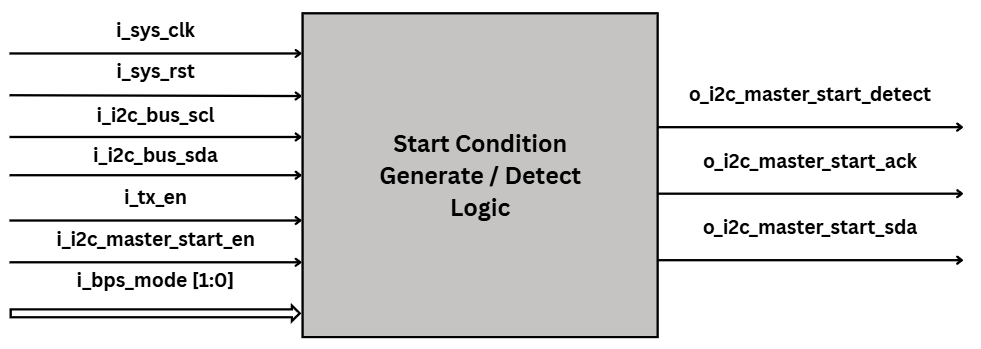 i_sys_clk
i_sys_rst
i_i2c_bus_scl
i_i2c_bus_sda
i_tx_en
i_i2c_master_start_en
i_bps_mode [1:0]
Start Condition
Generate / Detect
Logic
o_i2c_master_start_detect
o_i2c_master_start_ack
o_i2c_master_start_sda